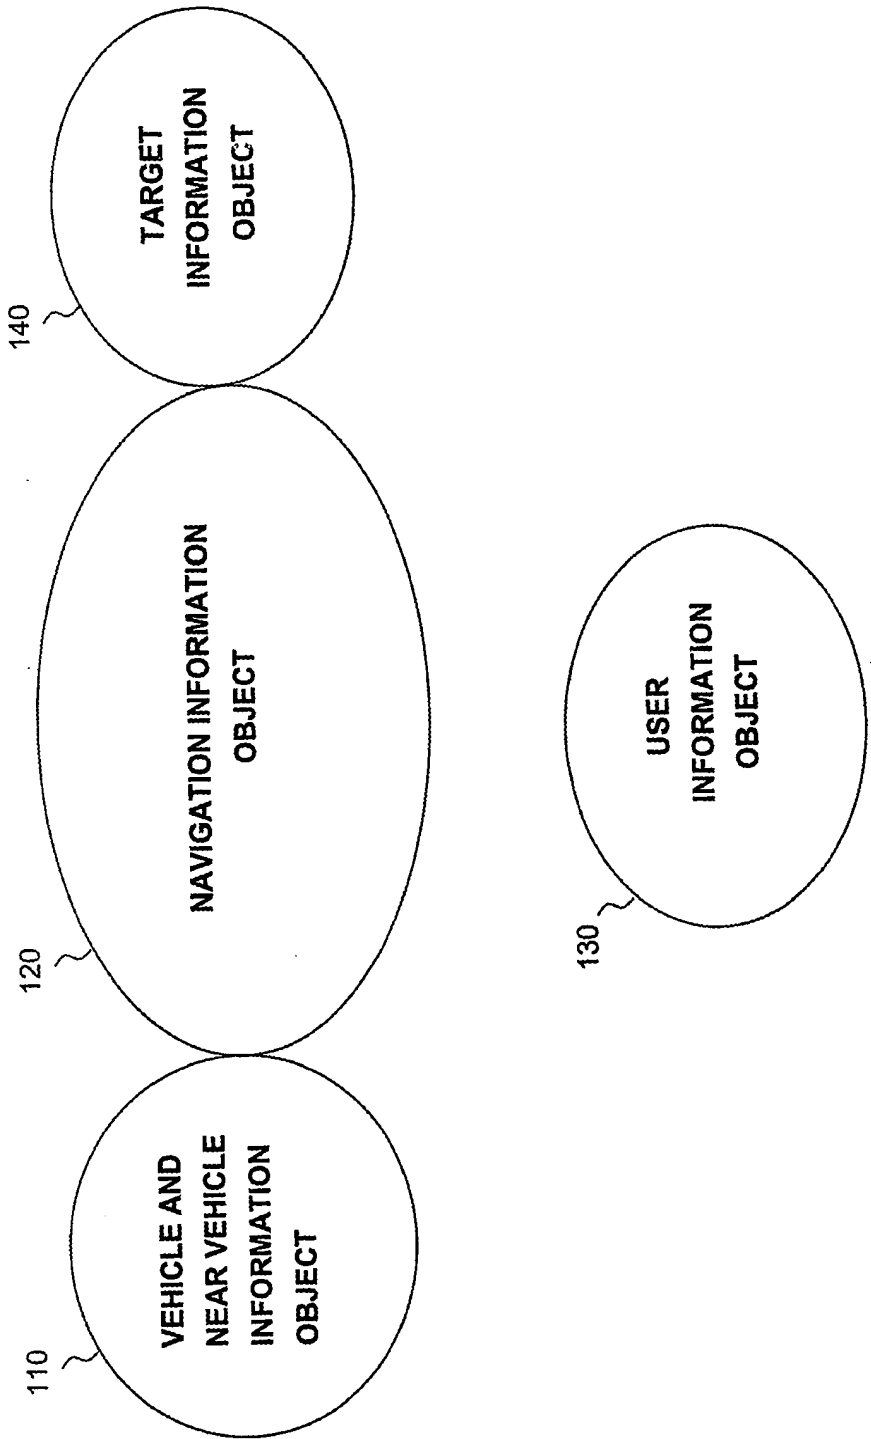 110
VEHICLE AND
NEAR VEHICLE
INFORMATION
OBJECT
120
NAVIGATION INFORMATION
OBJECT
140
TARGET
INFORMATION
OBJECT
130
USER
INFORMATION
OBJECT